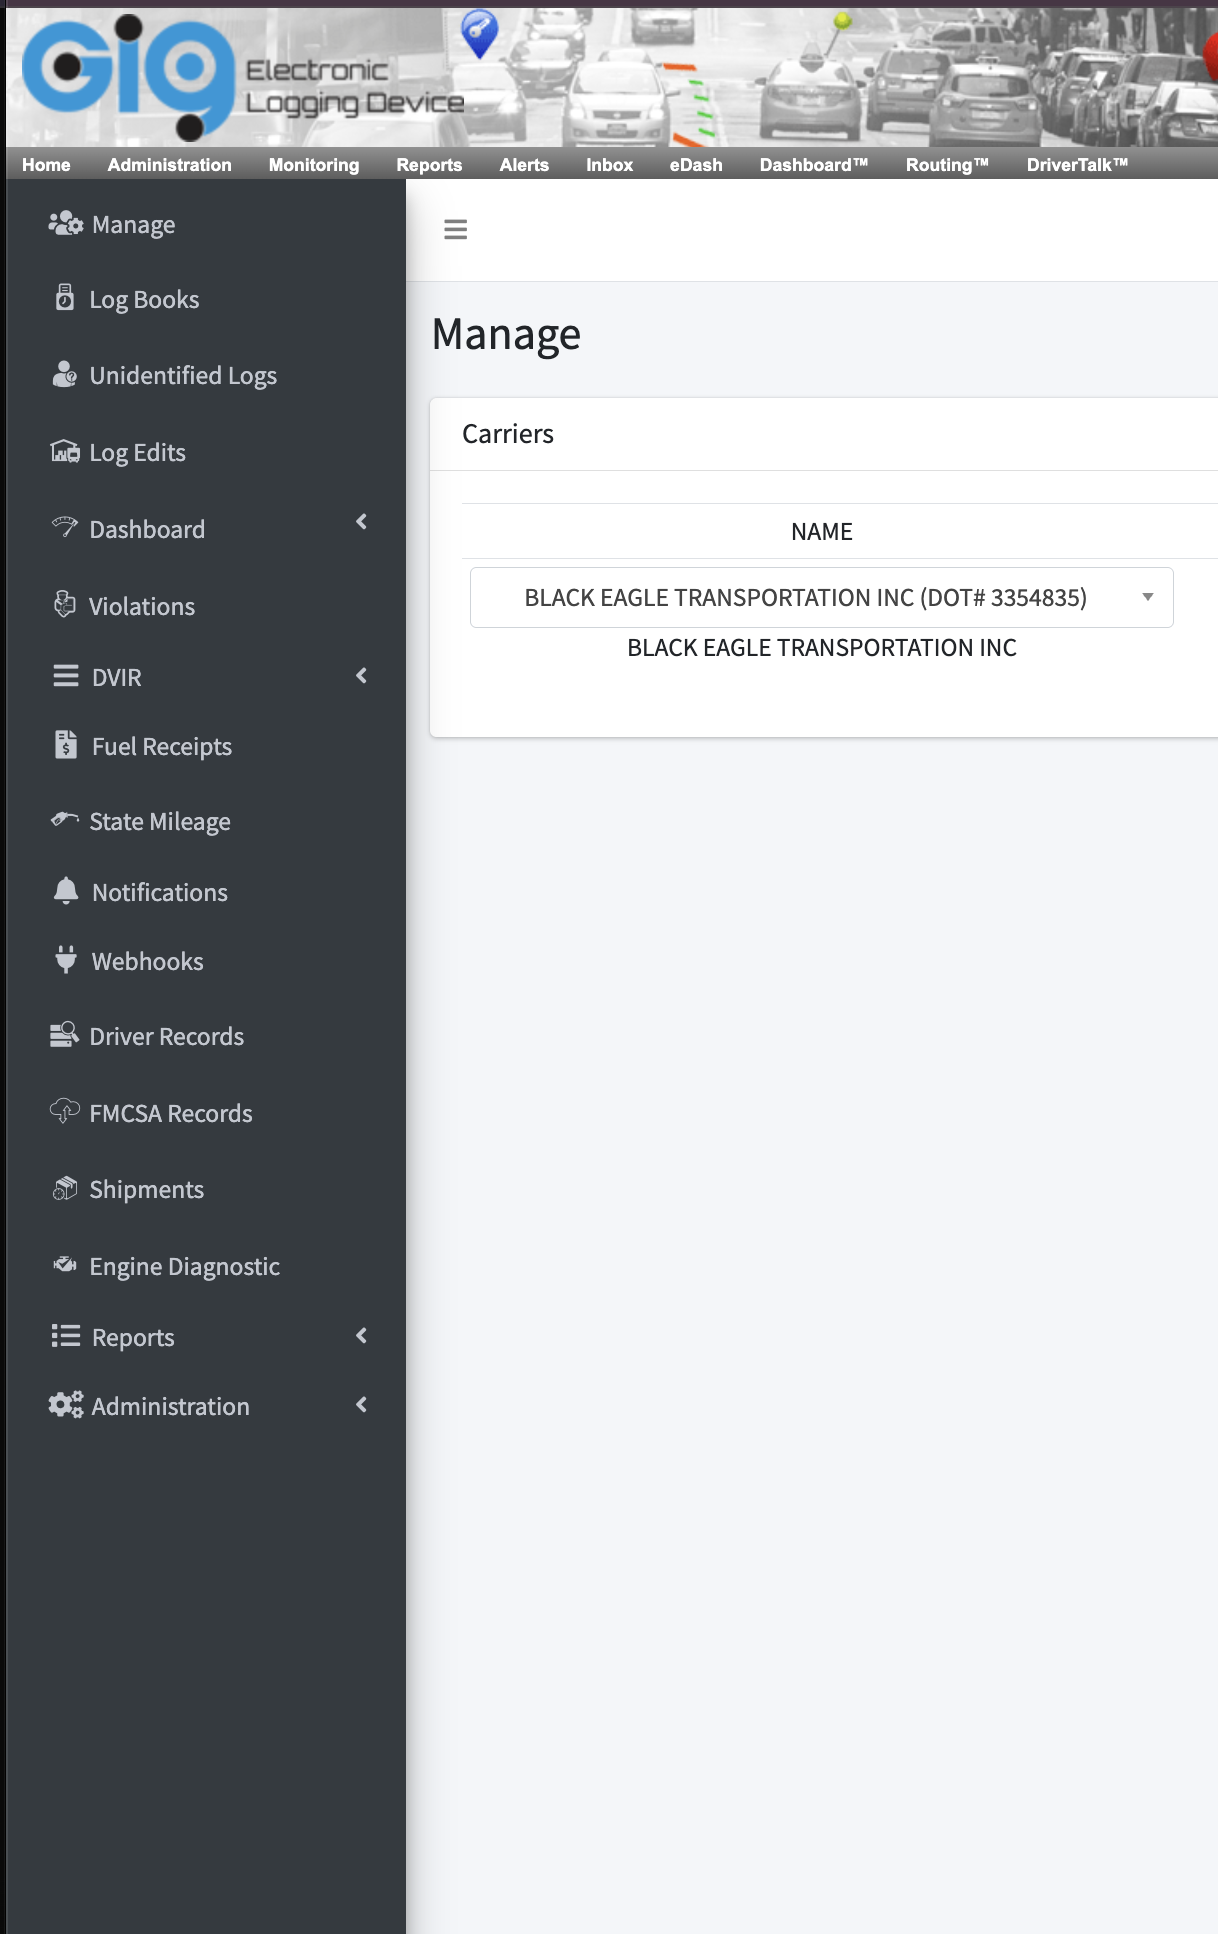 GiG Electronic
Logging Device
Home Administration Monitoring Reports Alerts Inbox eDash Dashboard™ Routing™ DriverTalk™
Manage
Log Books
Unidentified Logs
Log Edits
Dashboard
Violations
DVIR
Fuel Receipts
State Mileage
Notifications
Webhooks
Driver Records
FMCSA Records
Shipments
Engine Diagnostic
Reports
Administration
Manage
Carriers
NAME
BLACK EAGLE TRANSPORTATION INC (DOT# 3354835)
BLACK EAGLE TRANSPORTATION INC